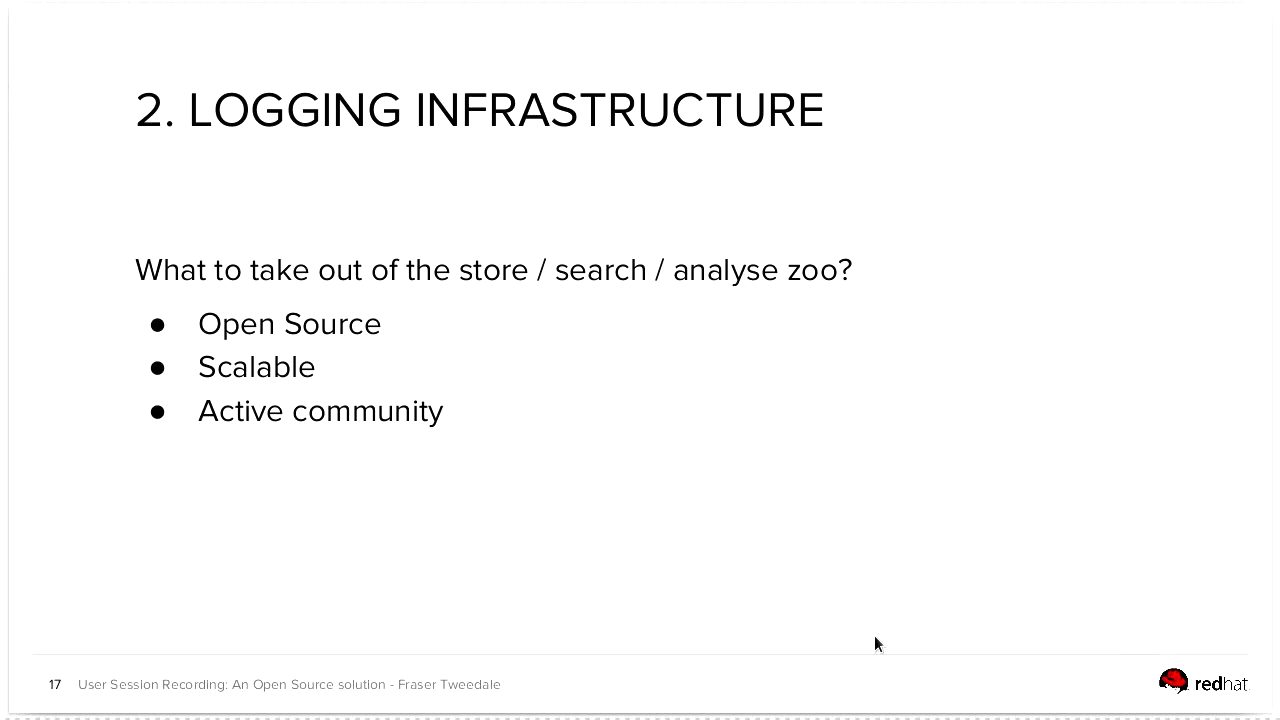 2. LOGGING INFRASTRUCTURE
What to take out of the store / search / analyse zoo?
● Open Source
● Scalable
● Active community
17 User Session Recording: An Open Source solution - Fraser Tweedale
redhat.